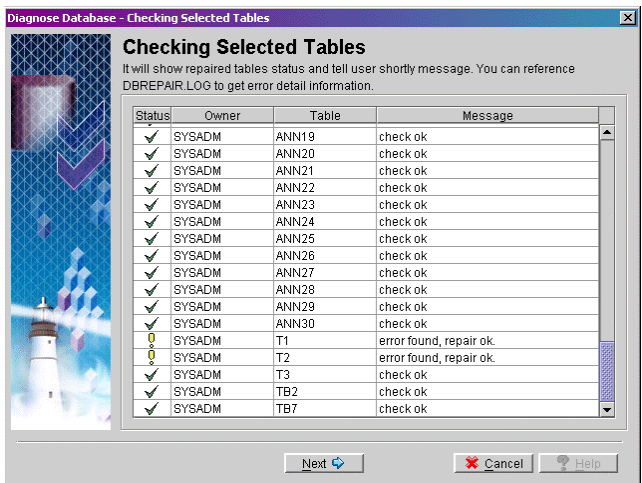 Diagnose Database - Checking Selected Tables
Checking Selected Tables
It will show repaired tables status and tell user shortly message. You can reference
DBREPAIR.LOG to get error detail information.
Status Owner Table Message
SYSADM ANN19 check ok
SYSADM ANN20 check ok
SYSADM ANN21 check ok
SYSADM ANN22 check ok
SYSADM ANN23 check ok
SYSADM ANN24 check ok
SYSADM ANN25 check ok
SYSADM ANN26 check ok
SYSADM ANN27 check ok
SYSADM ANN28 check ok
SYSADM ANN29 check ok
SYSADM ANN30 check ok
SYSADM T1 error found, repair ok.
SYSADM T2 error found, repair ok.
SYSADM T3 check ok
SYSADM TB2 check ok
SYSADM TB7 check ok
Next Cancel Help